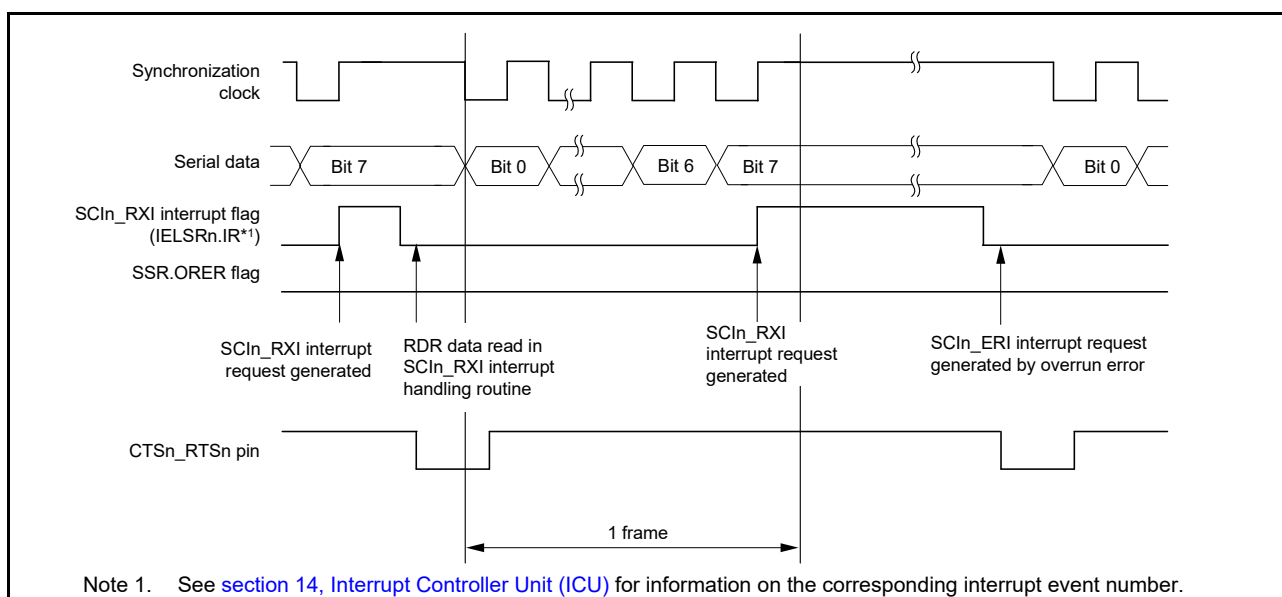 Synchronization
clock
Serial data
Bit 7
Bit 0
Bit 6
Bit 7
Bit 0
SCIn_RXI interrupt flag
(IELSRn.IR*1)
SSR.ORER flag
SCIn_RXI interrupt
request generated
RDR data read in
SCIn_RXI interrupt
handling routine
SCIn_RXI
interrupt request
generated
SCIn_ERI interrupt request
generated by overrun error
CTSn_RTSn pin
1 frame
Note 1. See section 14, Interrupt Controller Unit (ICU) for information on the corresponding interrupt event number.